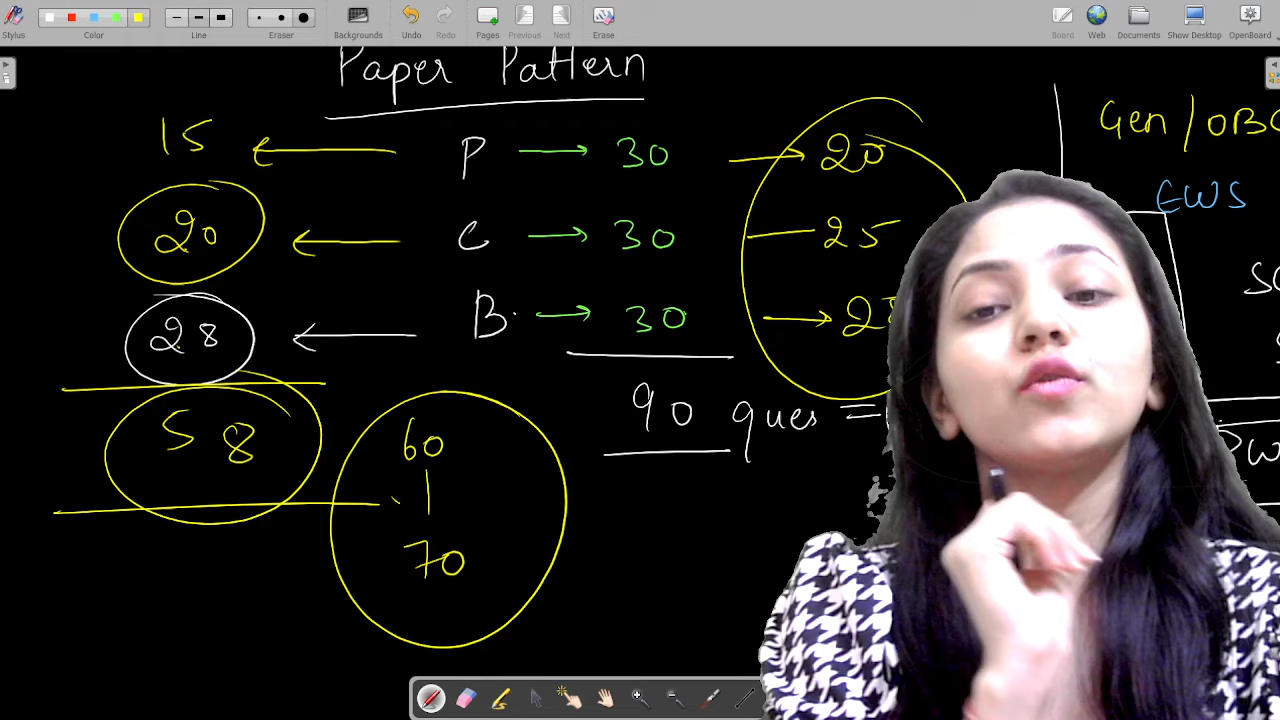 Stylus Color Line Eraser Backgrounds Undo Redo Pages Previous Next Erase Board Web Documents Show Desktop OpenBoard
Paper Pattern
15 ← P → 30 → 20
20 ← C → 30 — 25
28 ← B. → 30 →
58
60
|
70
90 ques =
Gen / OBC
EWS